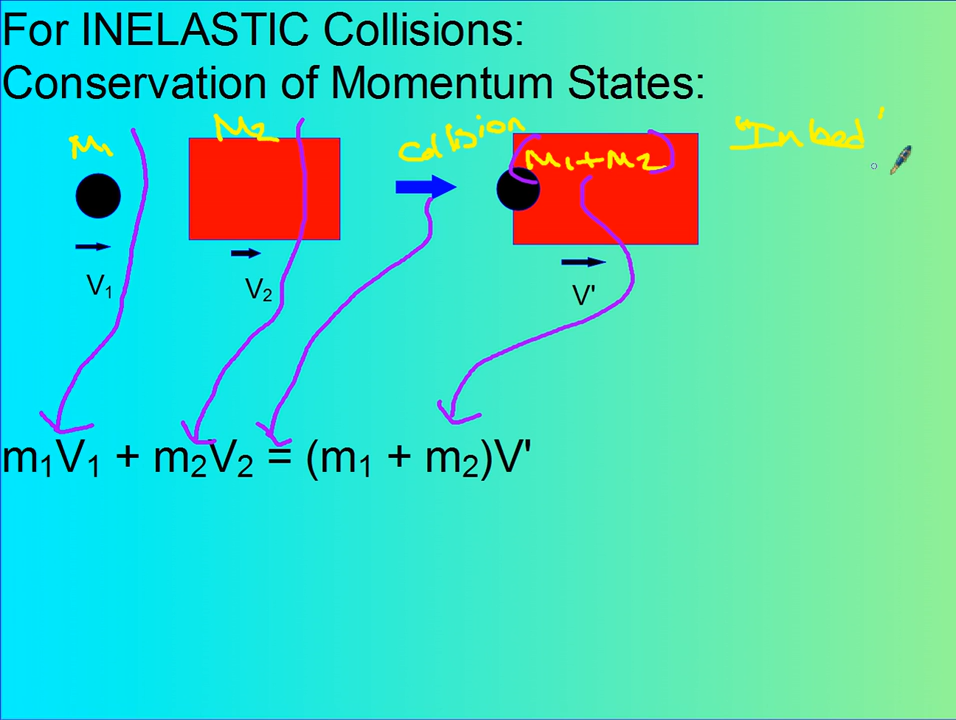 For INELASTIC Collisions:
Conservation of Momentum States:
M₁
M₂
Collision
M₁+M₂
"Inbed"
V₁
V₂
V'
m₁V₁ + m₂V₂ = (m₁ + m₂)V'